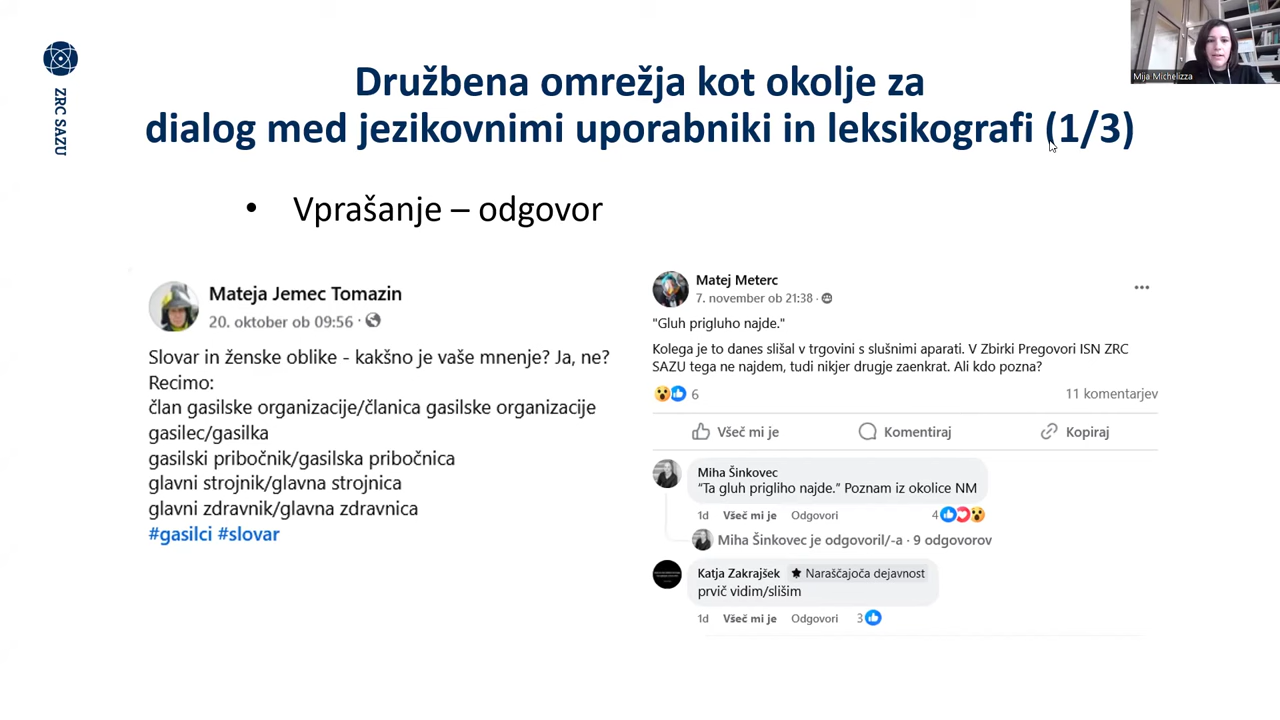 ZRC SAZU
Mija Michelizza
Družbena omrežja kot okolje za
dialog med jezikovnimi uporabniki in leksikografi (1/3)
• Vprašanje – odgovor
Mateja Jemec Tomazin
20. oktober ob 09:56 ·
Slovar in ženske oblike - kakšno je vaše mnenje? Ja, ne?
Recimo:
član gasilske organizacije/članica gasilske organizacije
gasilec/gasilka
gasilski pribočnik/gasilska pribočnica
glavni strojnik/glavna strojnica
glavni zdravnik/glavna zdravnica
#gasilci #slovar
Matej Meterc
7. november ob 21:38 ·
"Gluh prigluho najde."
Kolega je to danes slišal v trgovini s slušnimi aparati. V Zbirki Pregovori ISN ZRC
SAZU tega ne najdem, tudi nikjer drugje zaenkrat. Ali kdo pozna?
6 11 komentarjev
Všeč mi je Komentiraj Kopiraj
Miha Šinkovec
"Ta gluh prigliho najde." Poznam iz okolice NM
1d Všeč mi je Odgovori 4
Miha Šinkovec je odgovoril/-a · 9 odgovorov
Katja Zakrajšek Naraščajoča dejavnost
prvič vidim/slišim
1d Všeč mi je Odgovori 3